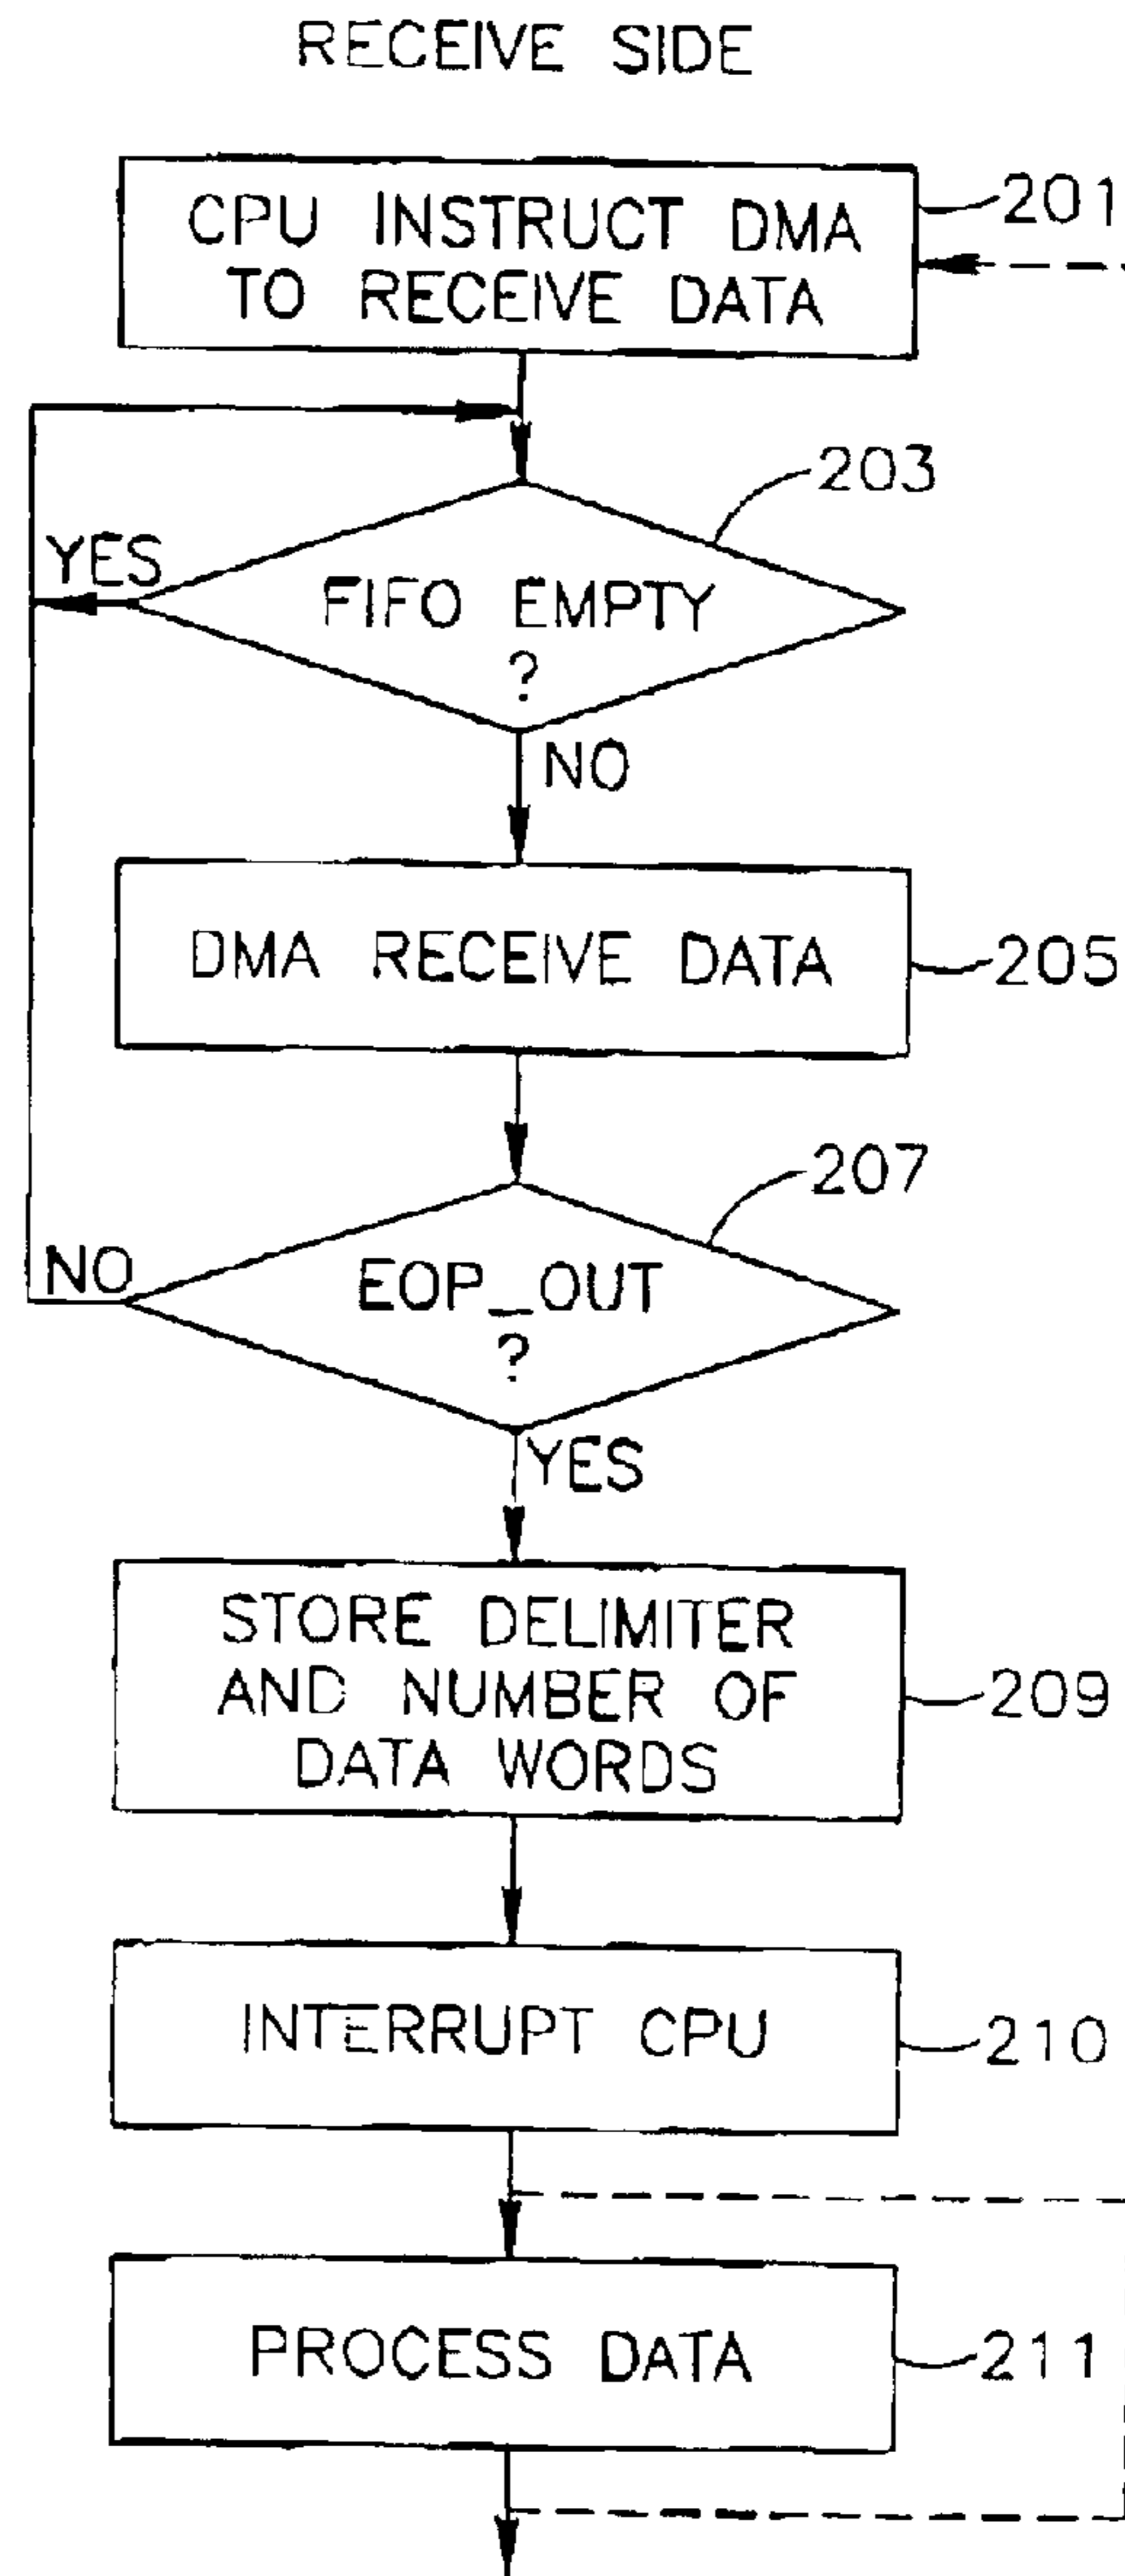 RECEIVE SIDE
CPU INSTRUCT DMA
TO RECEIVE DATA
201
203
YES
FIFO EMPTY
?
NO
DMA RECEIVE DATA
205
207
NO
EOP_OUT
?
YES
STORE DELIMITER
AND NUMBER OF
DATA WORDS
209
INTERRUPT CPU
210
PROCESS DATA
211